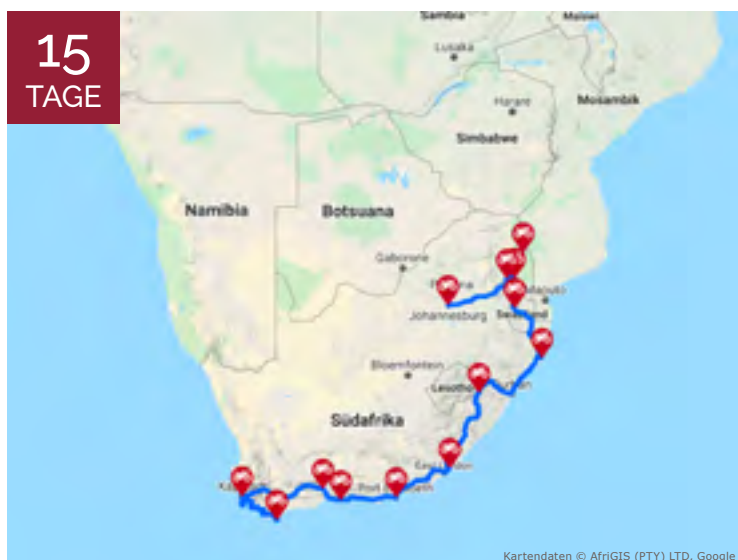 15
TAGE
Sambia
Malawi
Lusaka
Harare
Mosambik
Simbabwe
Namibia
Botsuana
Gaborone
Johannesburg
Bloemfontein
Lesotho
Südafrika
Kartendaten © AfriGIS (PTY) LTD, Google